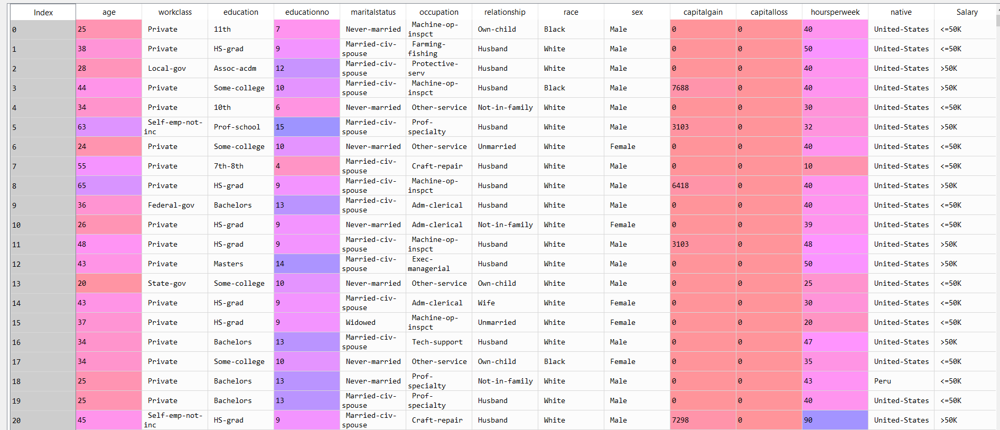 Index age workclass education educationno maritalstatus occupation relationship race sex capitalgain capitalloss hoursperweek native Salary
0 25 Private 11th 7 Never-married Machine-op-inspct Own-child Black Male 0 0 40 United-States <=50K
1 38 Private HS-grad 9 Married-civ-spouse Farming-fishing Husband White Male 0 0 50 United-States <=50K
2 28 Local-gov Assoc-acdm 12 Married-civ-spouse Protective-serv Husband White Male 0 0 40 United-States >50K
3 44 Private Some-college 10 Married-civ-spouse Machine-op-inspct Husband Black Male 7688 0 40 United-States >50K
4 34 Private 10th 6 Never-married Other-service Not-in-family White Male 0 0 30 United-States <=50K
5 63 Self-emp-not-inc Prof-school 15 Married-civ-spouse Prof-specialty Husband White Male 3103 0 32 United-States >50K
6 24 Private Some-college 10 Never-married Other-service Unmarried White Female 0 0 40 United-States <=50K
7 55 Private 7th-8th 4 Married-civ-spouse Craft-repair Husband White Male 0 0 10 United-States <=50K
8 65 Private HS-grad 9 Married-civ-spouse Machine-op-inspct Husband White Male 6418 0 40 United-States >50K
9 36 Federal-gov Bachelors 13 Married-civ-spouse Adm-clerical Husband White Male 0 0 40 United-States <=50K
10 26 Private HS-grad 9 Never-married Adm-clerical Not-in-family White Female 0 0 39 United-States <=50K
11 48 Private HS-grad 9 Married-civ-spouse Machine-op-inspct Husband White Male 3103 0 48 United-States >50K
12 43 Private Masters 14 Married-civ-spouse Exec-managerial Husband White Male 0 0 50 United-States >50K
13 20 State-gov Some-college 10 Never-married Other-service Own-child White Male 0 0 25 United-States <=50K
14 43 Private HS-grad 9 Married-civ-spouse Adm-clerical Wife White Female 0 0 30 United-States <=50K
15 37 Private HS-grad 9 Widowed Machine-op-inspct Unmarried White Female 0 0 20 United-States <=50K
16 34 Private Bachelors 13 Married-civ-spouse Tech-support Husband White Male 0 0 47 United-States >50K
17 34 Private Some-college 10 Never-married Other-service Own-child Black Female 0 0 35 United-States <=50K
18 25 Private Bachelors 13 Never-married Prof-specialty Not-in-family White Male 0 0 43 Peru <=50K
19 25 Private Bachelors 13 Married-civ-spouse Prof-specialty Husband White Male 0 0 40 United-States <=50K
20 45 Self-emp-not-inc HS-grad 9 Married-civ-spouse Craft-repair Husband White Male 7298 0 90 United-States >50K